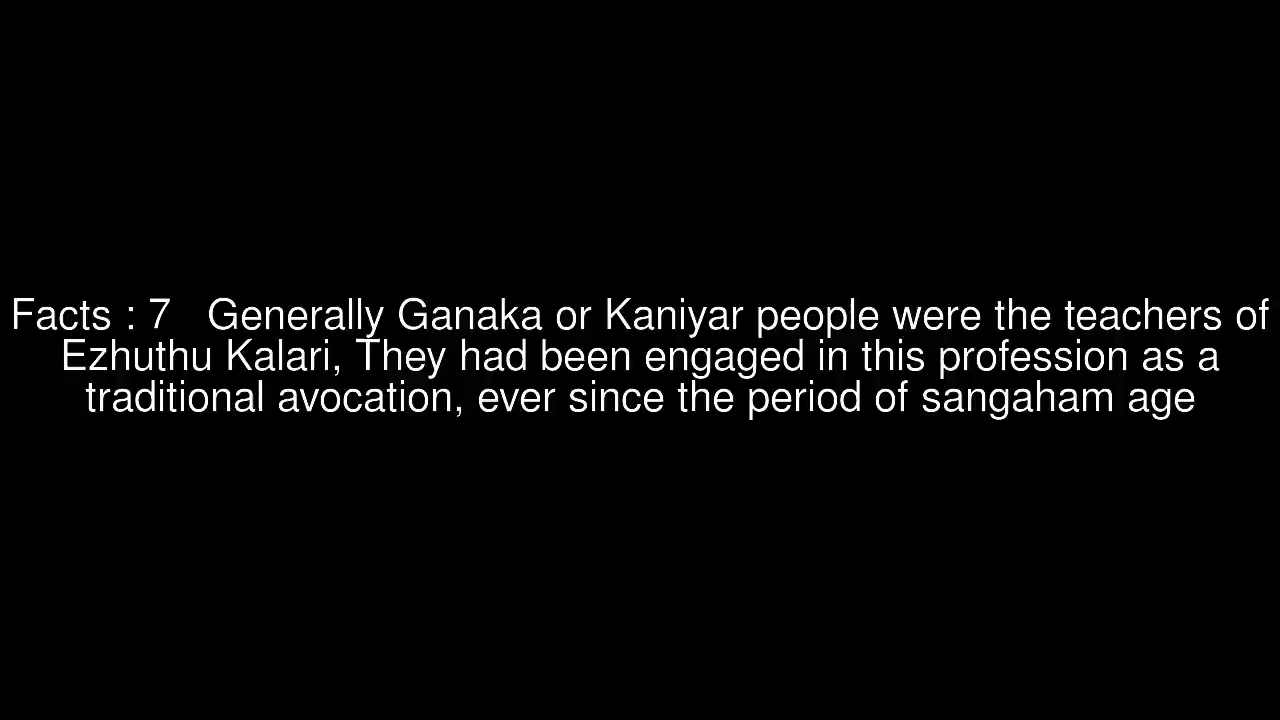 Facts : 7   Generally Ganaka or Kaniyar people were the teachers of
Ezhuthu Kalari, They had been engaged in this profession as a
traditional avocation, ever since the period of sangaham age